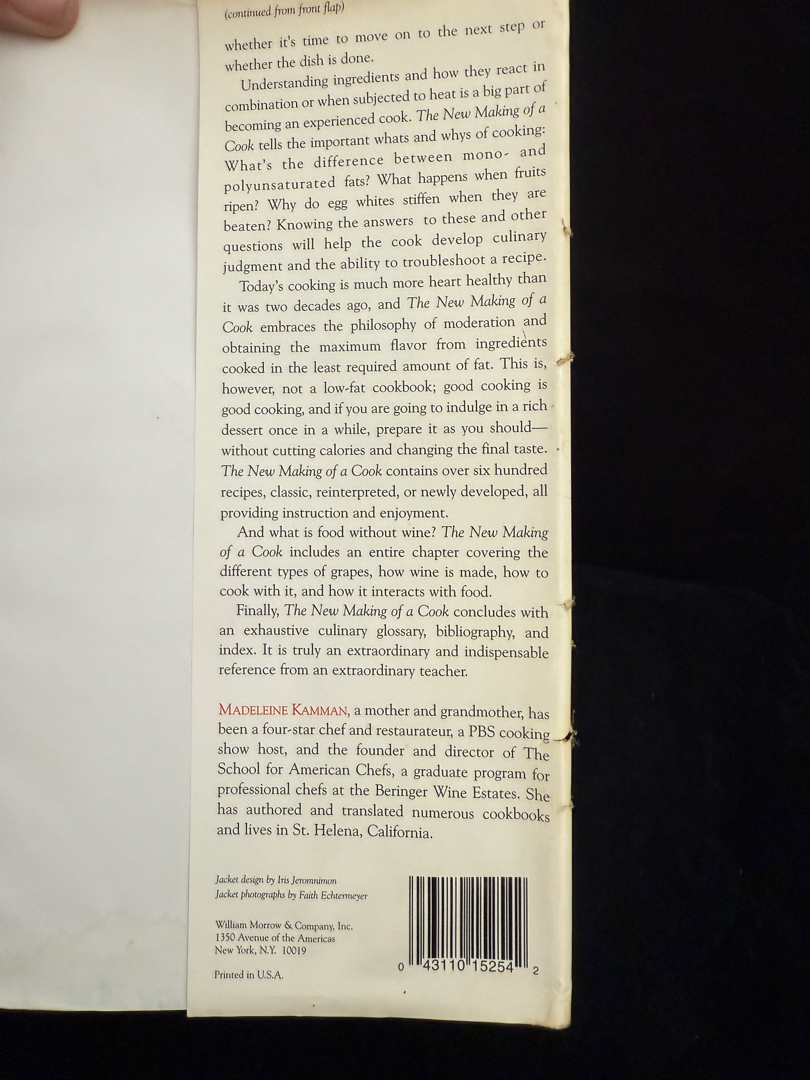 (continued from front flap)
whether it's time to move on to the next step or
whether the dish is done.
Understanding ingredients and how they react in
combination or when subjected to heat is a big part of
becoming an experienced cook. The New Making of a
Cook tells the important whats and whys of cooking:
What's the difference between mono- and
polyunsaturated fats? What happens when fruits
ripen? Why do egg whites stiffen when they are
beaten? Knowing the answers to these and other
questions will help the cook develop culinary
judgment and the ability to troubleshoot a recipe.
Today's cooking is much more heart healthy than
it was two decades ago, and The New Making of a
Cook embraces the philosophy of moderation and
obtaining the maximum flavor from ingredients
cooked in the least required amount of fat. This is,
however, not a low-fat cookbook; good cooking is
good cooking, and if you are going to indulge in a rich
dessert once in a while, prepare it as you should—
without cutting calories and changing the final taste.
The New Making of a Cook contains over six hundred
recipes, classic, reinterpreted, or newly developed, all
providing instruction and enjoyment.
And what is food without wine? The New Making
of a Cook includes an entire chapter covering the
different types of grapes, how wine is made, how to
cook with it, and how it interacts with food.
Finally, The New Making of a Cook concludes with
an exhaustive culinary glossary, bibliography, and
index. It is truly an extraordinary and indispensable
reference from an extraordinary teacher.
MADELEINE KAMMAN, a mother and grandmother, has
been a four-star chef and restaurateur, a PBS cooking
show host, and the founder and director of The
School for American Chefs, a graduate program for
professional chefs at the Beringer Wine Estates. She
has authored and translated numerous cookbooks
and lives in St. Helena, California.
Jacket design by Iris Jeromnimon
Jacket photographs by Faith Echtermeyer
William Morrow & Company, Inc.
1350 Avenue of the Americas
New York, N.Y. 10019
Printed in U.S.A.
0 43110 15254 2